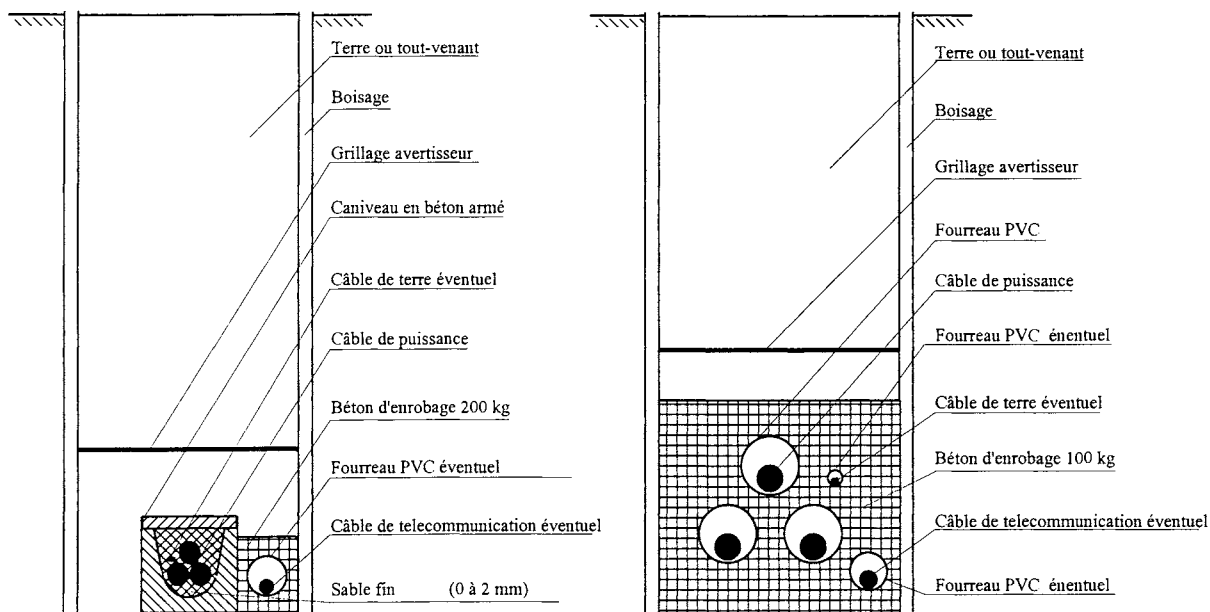 Terre ou tout-venant
Boisage
Grillage avertisseur
Caniveau en béton armé
Câble de terre éventuel
Câble de puissance
Béton d'enrobage 200 kg
Fourreau PVC éventuel
Câble de telecommunication éventuel
Sable fin (0 à 2 mm)
Terre ou tout-venant
Boisage
Grillage avertisseur
Fourreau PVC
Câble de puissance
Fourreau PVC énentuel
Câble de terre éventuel
Béton d'enrobage 100 kg
Câble de telecommunication éventuel
Fourreau PVC énentuel